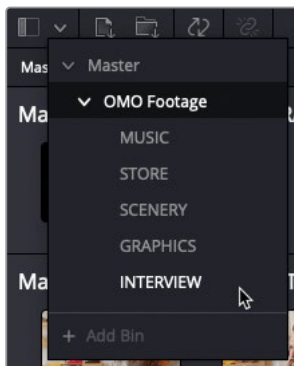 Mas
Master
OMO Footage
Ma
MUSIC
STORE
SCENERY
GRAPHICS
INTERVIEW
Ma
+ Add Bin